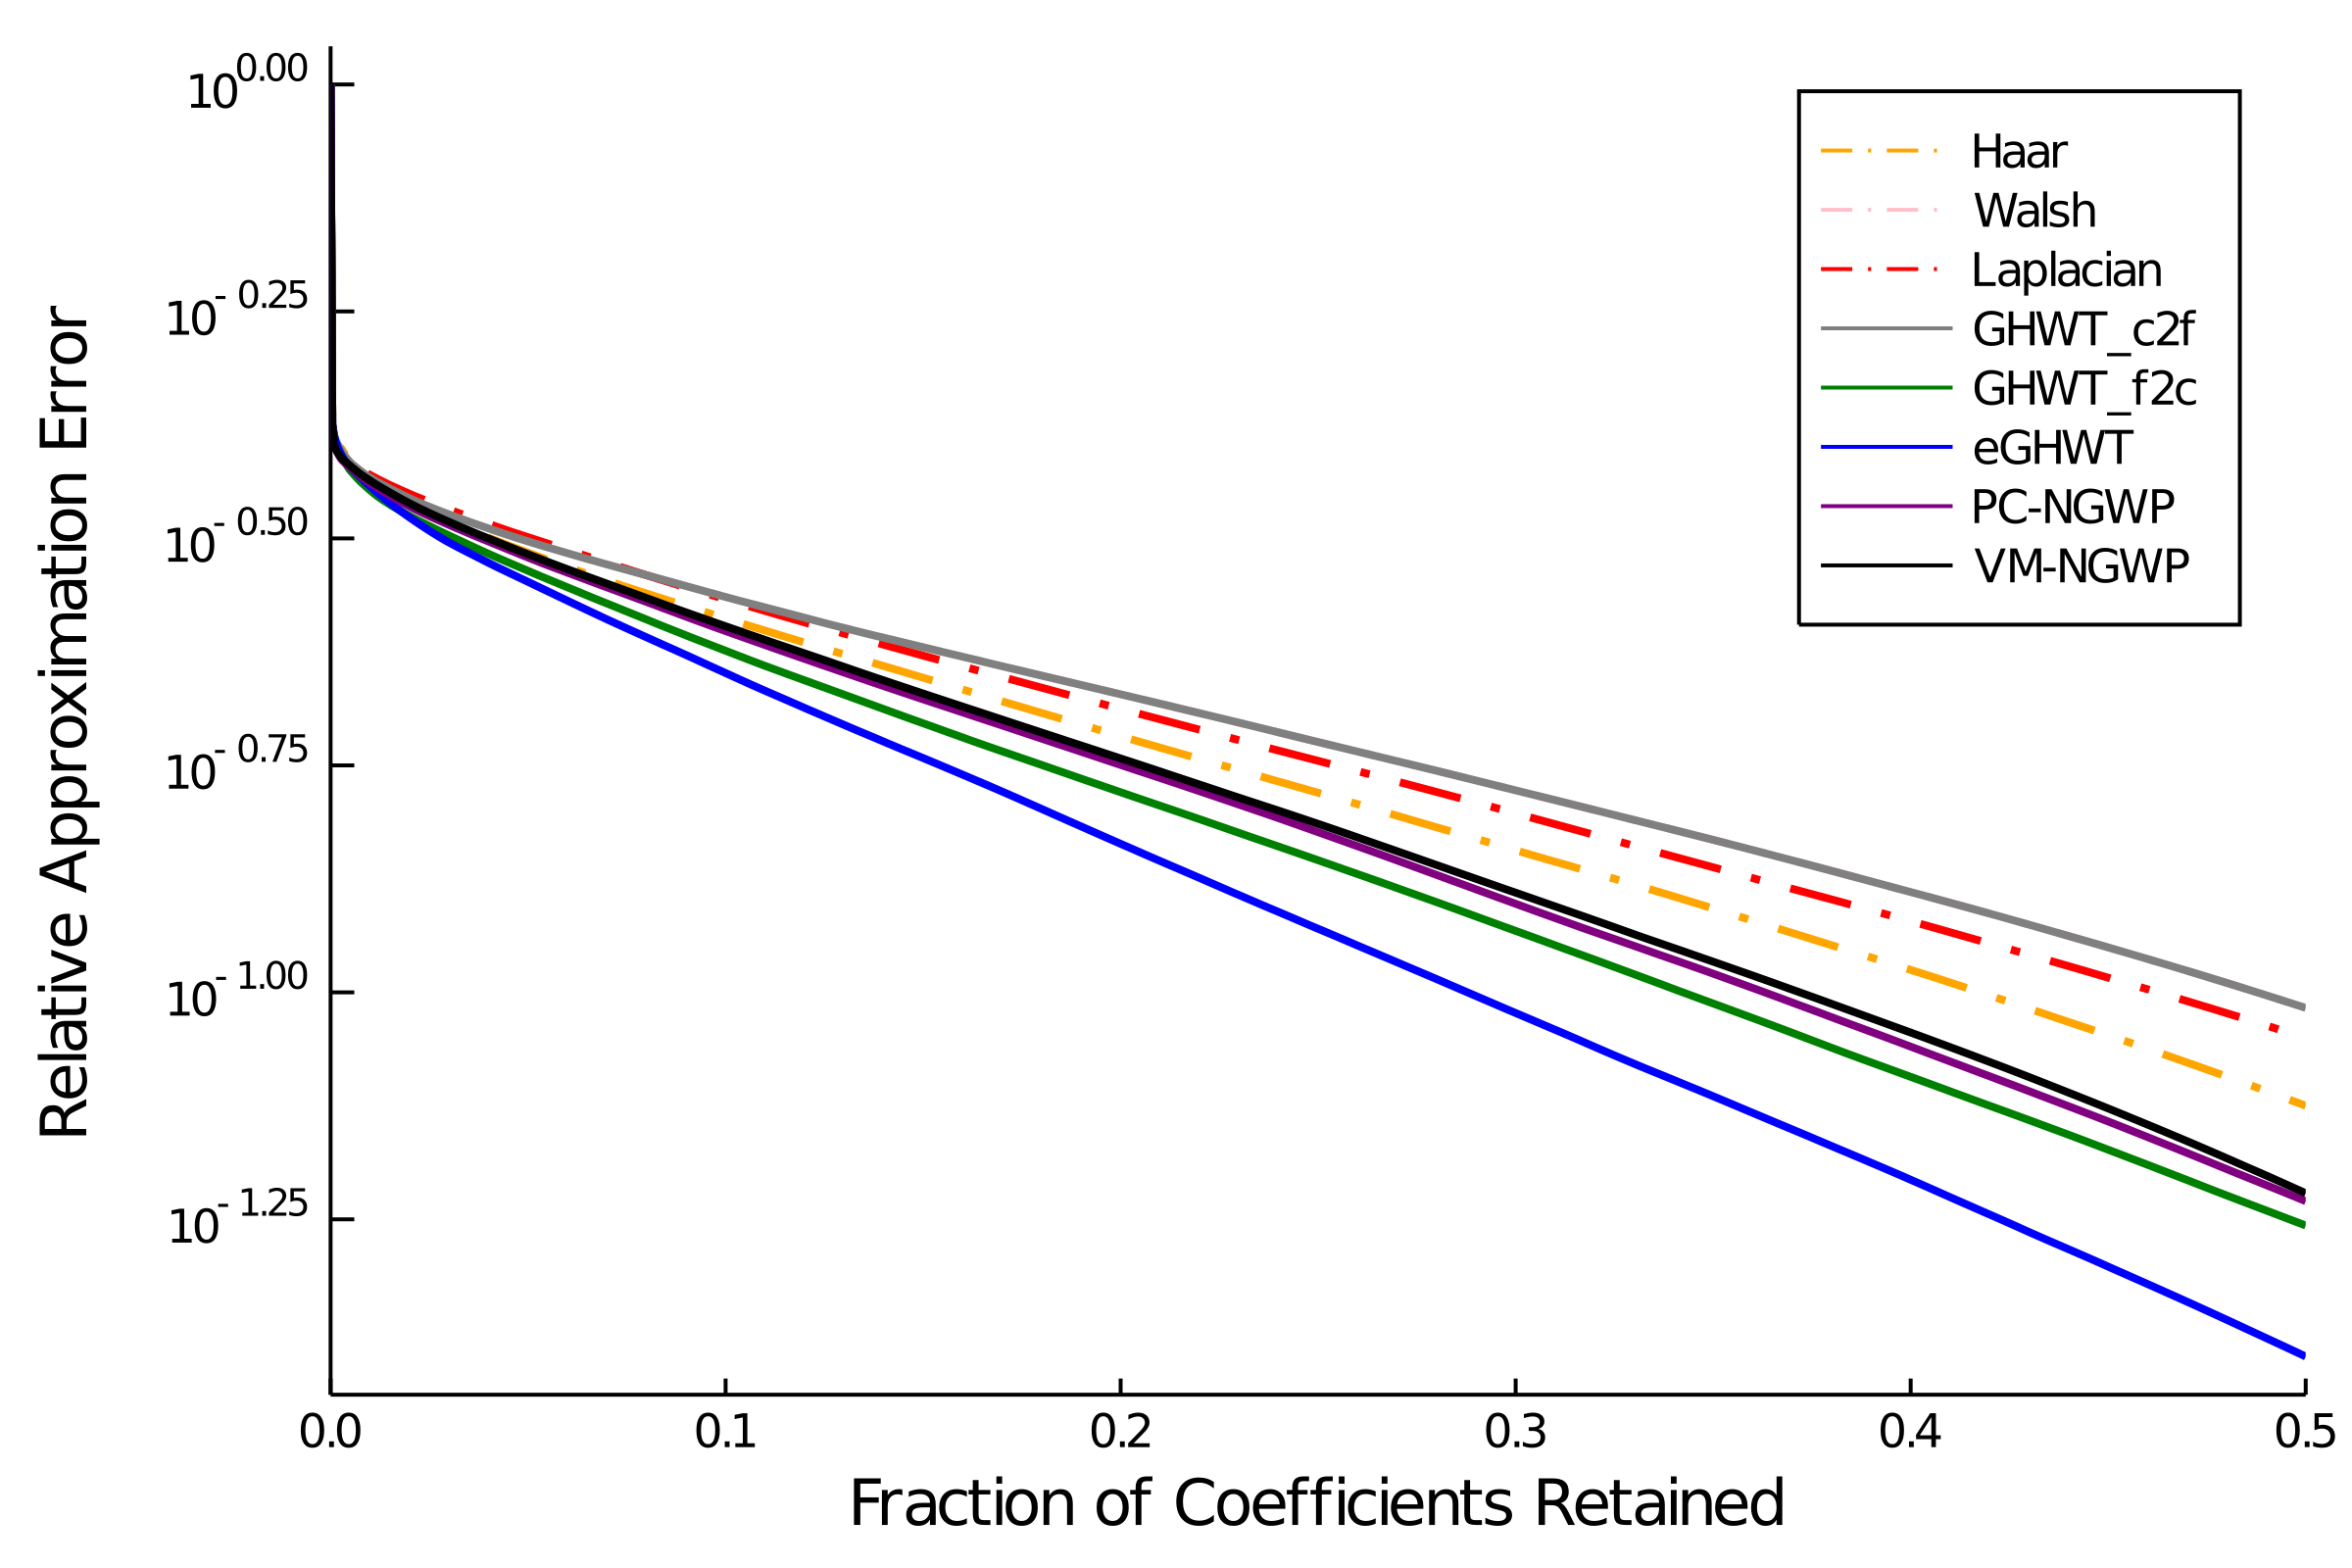 10^0.00
10^-0.25
10^-0.50
10^-0.75
10^-1.00
10^-1.25
Relative Approximation Error
Haar
Walsh
Laplacian
GHWT_c2f
GHWT_f2c
eGHWT
PC-NGWP
VM-NGWP
0.0 0.1 0.2 0.3 0.4 0.5
Fraction of Coefficients Retained